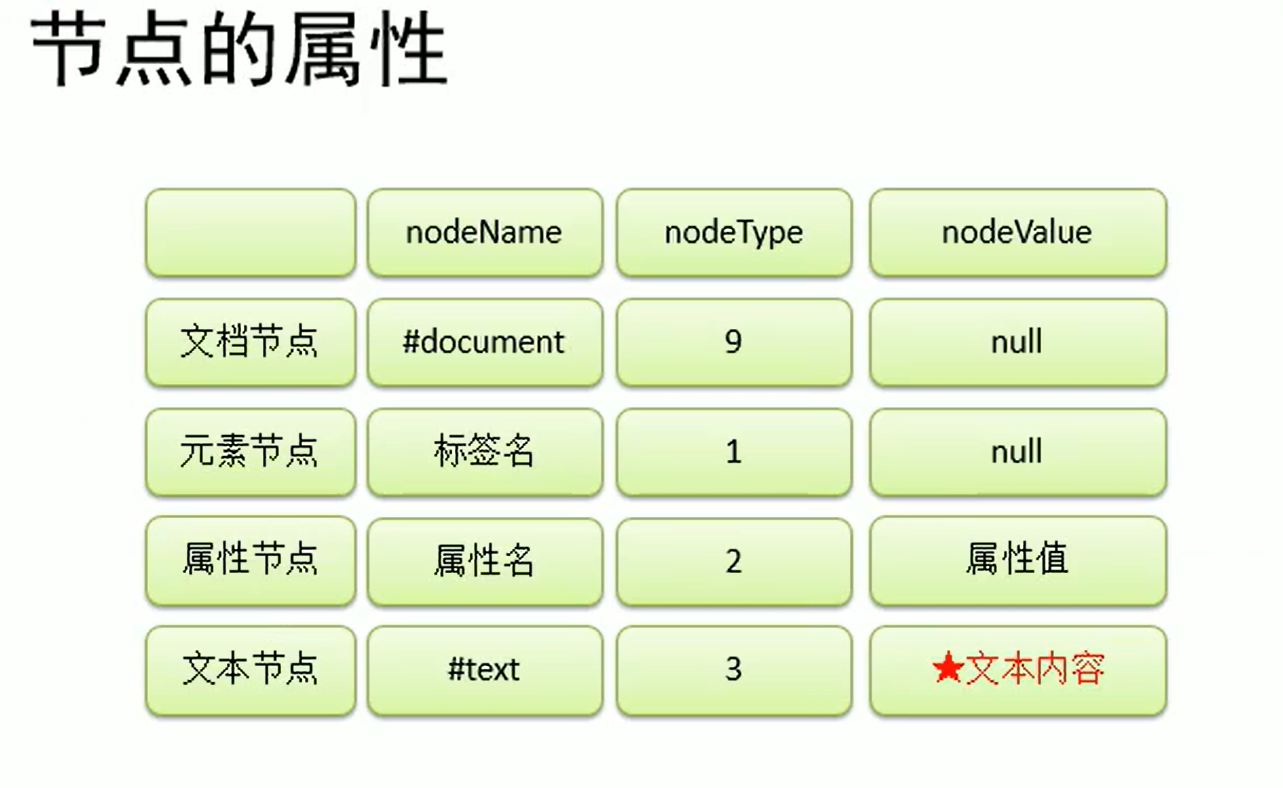 节点的属性
nodeName nodeType nodeValue
文档节点 #document 9 null
元素节点 标签名 1 null
属性节点 属性名 2 属性值
文本节点 #text 3 ★文本内容